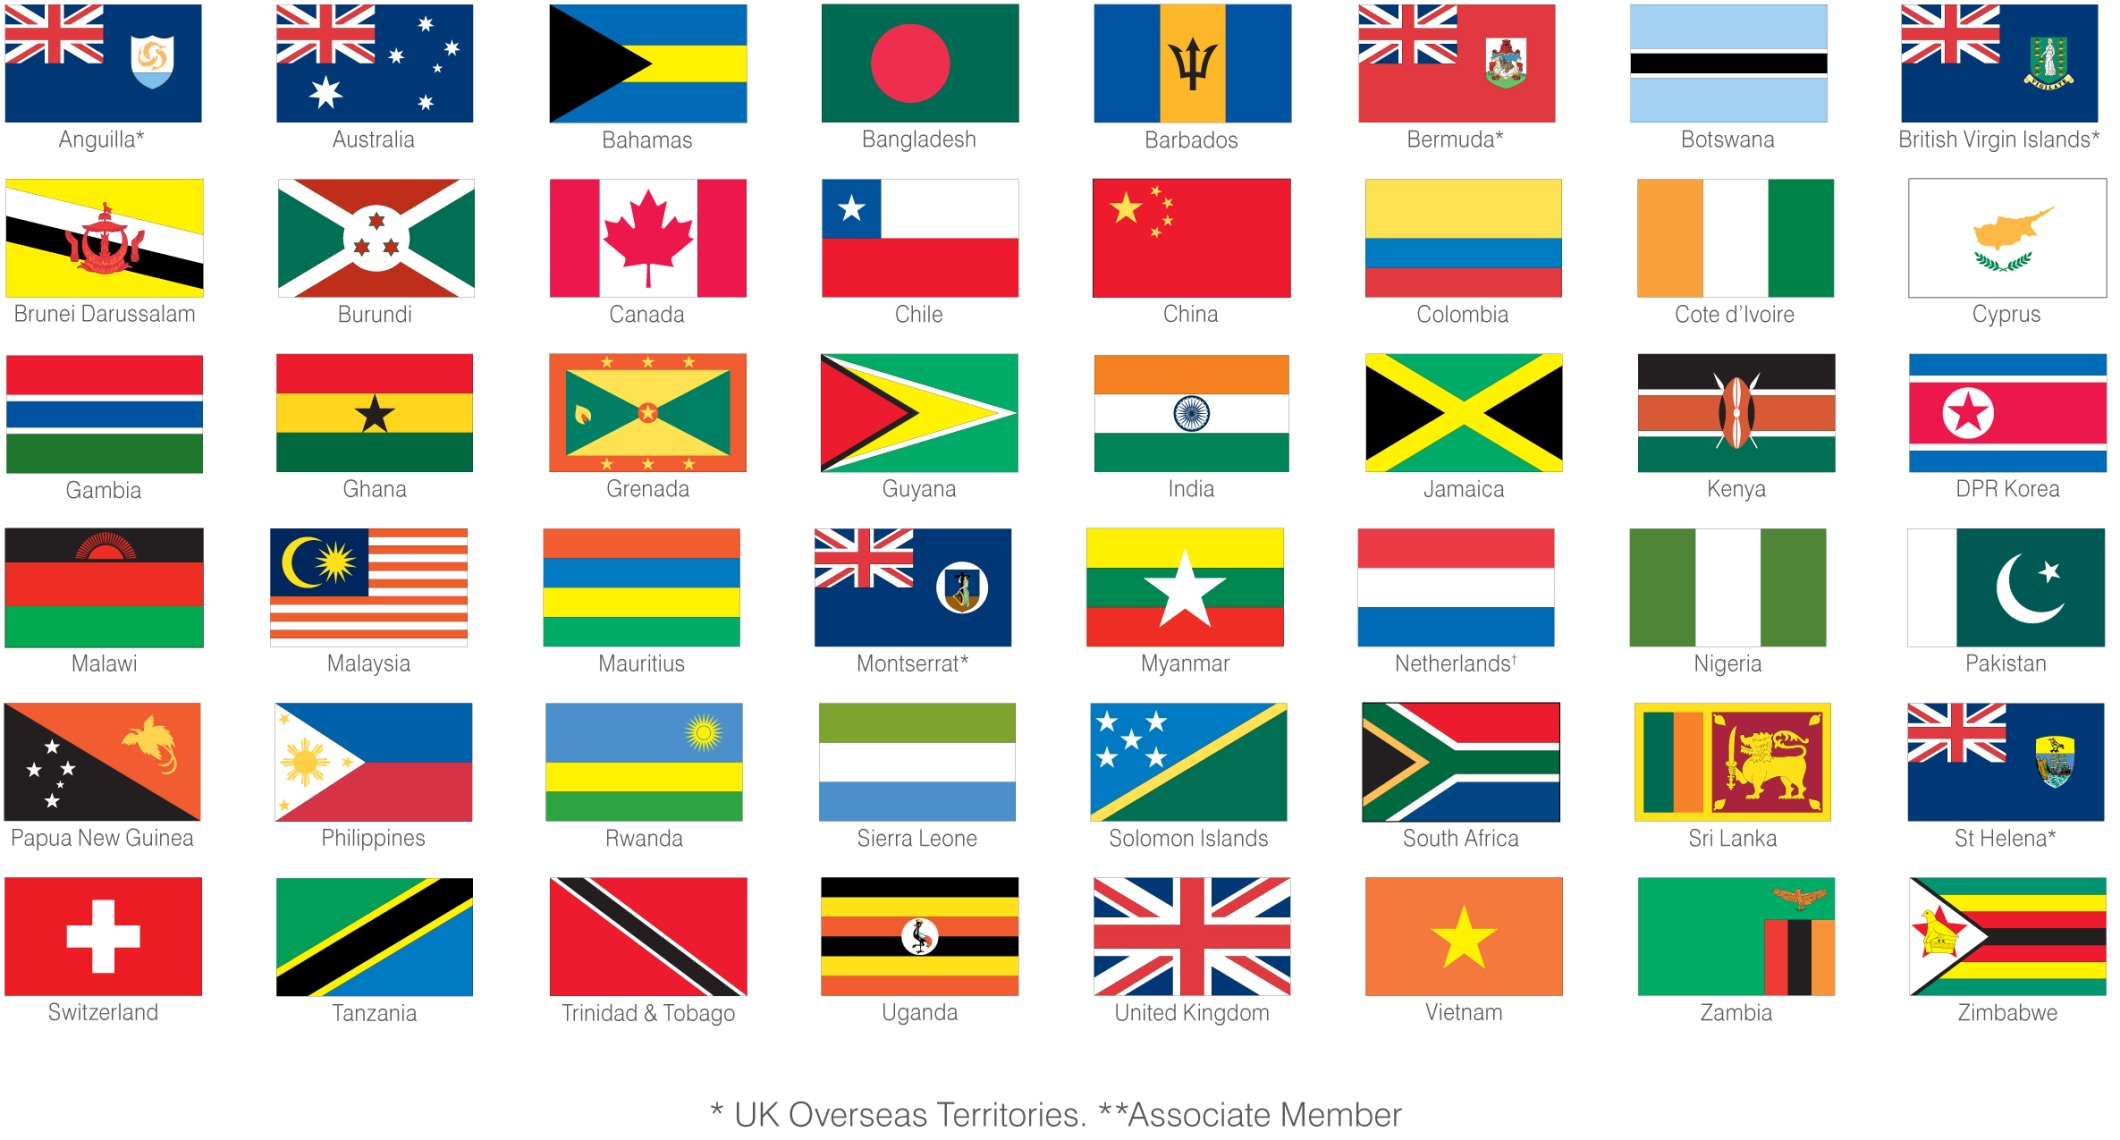 Anguilla* Australia Bahamas Bangladesh Barbados Bermuda* Botswana British Virgin Islands*
VIGILATE
Brunei Darussalam Burundi Canada Chile China Colombia Cote d’Ivoire Cyprus
Gambia Ghana Grenada Guyana India Jamaica Kenya DPR Korea
Malawi Malaysia Mauritius Montserrat* Myanmar Netherlands† Nigeria Pakistan
Papua New Guinea Philippines Rwanda Sierra Leone Solomon Islands South Africa Sri Lanka St Helena*
Switzerland Tanzania Trinidad & Tobago Uganda United Kingdom Vietnam Zambia Zimbabwe
* UK Overseas Territories. **Associate Member